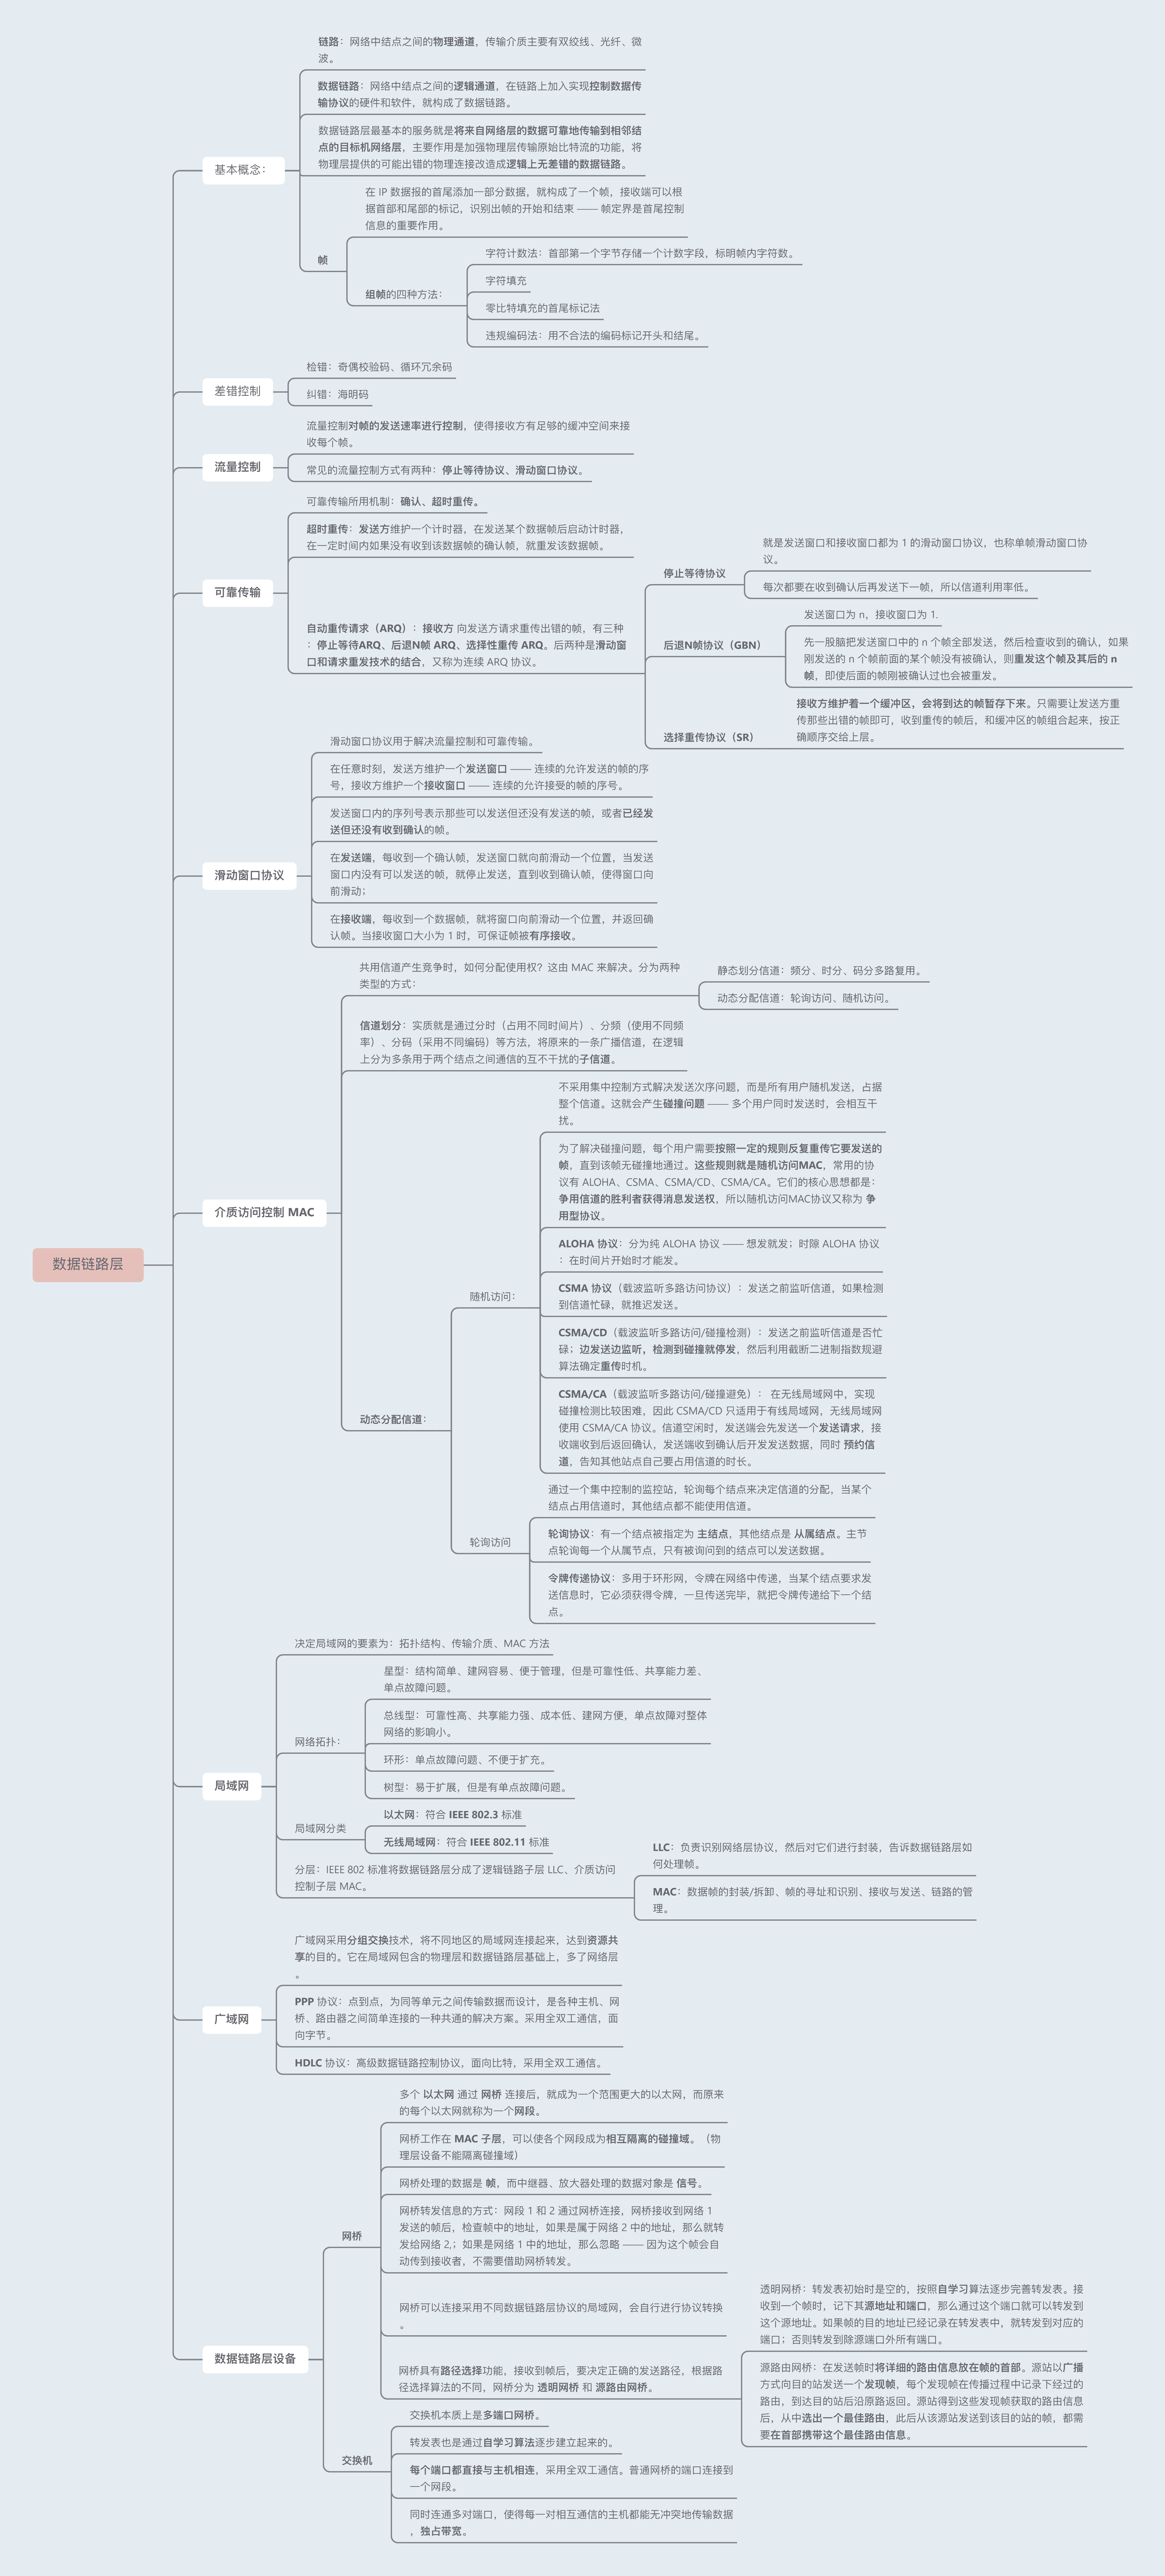 链路：网络中结点之间的物理通道，传输介质主要有双绞线、光纤、微
波。
数据链路：网络中结点之间的逻辑通道，在链路上加入实现控制数据传
输协议的硬件和软件，就构成了数据链路。
数据链路层最基本的服务就是将来自网络层的数据可靠地传输到相邻结
点的目标机网络层，主要作用是加强物理层传输原始比特流的功能，将
物理层提供的可能出错的物理连接改造成逻辑上无差错的数据链路。
基本概念：
在 IP 数据报的首尾添加一部分数据，就构成了一个帧，接收端可以根
据首部和尾部的标记，识别出帧的开始和结束 —— 帧定界是首尾控制
信息的重要作用。
帧
字符计数法：首部第一个字节存储一个计数字段，标明帧内字符数。
字符填充
组帧的四种方法：
零比特填充的首尾标记法
违规编码法：用不合法的编码标记开头和结尾。
检错：奇偶校验码、循环冗余码
差错控制
纠错：海明码
流量控制对帧的发送速率进行控制，使得接收方有足够的缓冲空间来接
收每个帧。
流量控制
常见的流量控制方式有两种：停止等待协议、滑动窗口协议。
可靠传输所用机制：确认、超时重传。
超时重传：发送方维护一个计时器，在发送某个数据帧后启动计时器，
在一定时间内如果没有收到该数据帧的确认帧，就重发该数据帧。
可靠传输
自动重传请求（ARQ）：接收方 向发送方请求重传出错的帧，有三种
：停止等待ARQ、后退N帧 ARQ、选择性重传 ARQ。后两种是滑动窗
口和请求重发技术的结合，又称为连续 ARQ 协议。
就是发送窗口和接收窗口都为 1 的滑动窗口协议，也称单帧滑动窗口协
议。
停止等待协议
每次都要在收到确认后再发送下一帧，所以信道利用率低。
发送窗口为 n，接收窗口为 1.
后退N帧协议（GBN）
先一股脑把发送窗口中的 n 个帧全部发送，然后检查收到的确认，如果
刚发送的 n 个帧前面的某个帧没有被确认，则重发这个帧及其后的 n
帧，即使后面的帧刚被确认过也会被重发。
接收方维护着一个缓冲区，会将到达的帧暂存下来。只需要让发送方重
传那些出错的帧即可，收到重传的帧后，和缓冲区的帧组合起来，按正
确顺序交给上层。
选择重传协议（SR）
滑动窗口协议用于解决流量控制和可靠传输。
在任意时刻，发送方维护一个发送窗口 —— 连续的允许发送的帧的序
号，接收方维护一个接收窗口 —— 连续的允许接受的帧的序号。
发送窗口内的序列号表示那些可以发送但还没有发送的帧，或者已经发
送但还没有收到确认的帧。
滑动窗口协议
在发送端，每收到一个确认帧，发送窗口就向前滑动一个位置，当发送
窗口内没有可以发送的帧，就停止发送，直到收到确认帧，使得窗口向
前滑动；
在接收端，每收到一个数据帧，就将窗口向前滑动一个位置，并返回确
认帧。当接收窗口大小为 1 时，可保证帧被有序接收。
共用信道产生竞争时，如何分配使用权？这由 MAC 来解决。分为两种
类型的方式：
静态划分信道：频分、时分、码分多路复用。
动态分配信道：轮询访问、随机访问。
信道划分：实质就是通过分时（占用不同时间片）、分频（使用不同频
率）、分码（采用不同编码）等方法，将原来的一条广播信道，在逻辑
上分为多条用于两个结点之间通信的互不干扰的子信道。
介质访问控制 MAC
不采用集中控制方式解决发送次序问题，而是所有用户随机发送，占据
整个信道。这就会产生碰撞问题 —— 多个用户同时发送时，会相互干
扰。
为了解决碰撞问题，每个用户需要按照一定的规则反复重传它要发送的
帧，直到该帧无碰撞地通过。这些规则就是随机访问MAC，常用的协
议有 ALOHA、CSMA、CSMA/CD、CSMA/CA。它们的核心思想都是：
争用信道的胜利者获得消息发送权，所以随机访问MAC协议又称为 争
用型协议。
ALOHA 协议：分为纯 ALOHA 协议 —— 想发就发；时隙 ALOHA 协议
：在时间片开始时才能发。
随机访问：
CSMA 协议（载波监听多路访问协议）：发送之前监听信道，如果检测
到信道忙碌，就推迟发送。
CSMA/CD（载波监听多路访问/碰撞检测）：发送之前监听信道是否忙
碌；边发送边监听，检测到碰撞就停发，然后利用截断二进制指数规避
算法确定重传时机。
CSMA/CA（载波监听多路访问/碰撞避免）： 在无线局域网中，实现
碰撞检测比较困难，因此 CSMA/CD 只适用于有线局域网，无线局域网
使用 CSMA/CA 协议。信道空闲时，发送端会先发送一个发送请求，接
收端收到后返回确认，发送端收到确认后开发发送数据，同时 预约信
道，告知其他站点自己要占用信道的时长。
动态分配信道：
通过一个集中控制的监控站，轮询每个结点来决定信道的分配，当某个
结点占用信道时，其他结点都不能使用信道。
轮询访问
轮询协议：有一个结点被指定为 主结点，其他结点是 从属结点。主节
点轮询每一个从属节点，只有被询问到的结点可以发送数据。
令牌传递协议：多用于环形网，令牌在网络中传递，当某个结点要求发
送信息时，它必须获得令牌，一旦传送完毕，就把令牌传递给下一个结
点。
数据链路层
决定局域网的要素为：拓扑结构、传输介质、MAC 方法
星型：结构简单、建网容易、便于管理，但是可靠性低、共享能力差、
单点故障问题。
总线型：可靠性高、共享能力强、成本低、建网方便，单点故障对整体
网络的影响小。
网络拓扑：
环形：单点故障问题、不便于扩充。
树型：易于扩展，但是有单点故障问题。
局域网
以太网：符合 IEEE 802.3 标准
局域网分类
无线局域网：符合 IEEE 802.11 标准
分层：IEEE 802 标准将数据链路层分成了逻辑链路子层 LLC、介质访问
控制子层 MAC。
LLC：负责识别网络层协议，然后对它们进行封装，告诉数据链路层如
何处理帧。
MAC：数据帧的封装/拆卸、帧的寻址和识别、接收与发送、链路的管
理。
广域网采用分组交换技术，将不同地区的局域网连接起来，达到资源共
享的目的。它在局域网包含的物理层和数据链路层基础上，多了网络层
。
广域网
PPP 协议：点到点，为同等单元之间传输数据而设计，是各种主机、网
桥、路由器之间简单连接的一种共通的解决方案。采用全双工通信，面
向字节。
HDLC 协议：高级数据链路控制协议，面向比特，采用全双工通信。
多个 以太网 通过 网桥 连接后，就成为一个范围更大的以太网，而原来
的每个以太网就称为一个网段。
网桥工作在 MAC 子层，可以使各个网段成为相互隔离的碰撞域。（物
理层设备不能隔离碰撞域）
网桥处理的数据是 帧，而中继器、放大器处理的数据对象是 信号。
网桥
网桥转发信息的方式：网段 1 和 2 通过网桥连接，网桥接收到网络 1
发送的帧后，检查帧中的地址，如果是属于网络 2 中的地址，那么就转
发给网络 2,；如果是网络 1 中的地址，那么忽略 —— 因为这个帧会自
动传到接收者，不需要借助网桥转发。
网桥可以连接采用不同数据链路层协议的局域网，会自行进行协议转换
。
网桥具有路径选择功能，接收到帧后，要决定正确的发送路径，根据路
径选择算法的不同，网桥分为 透明网桥 和 源路由网桥。
透明网桥：转发表初始时是空的，按照自学习算法逐步完善转发表。接
收到一个帧时，记下其源地址和端口，那么通过这个端口就可以转发到
这个源地址。如果帧的目的地址已经记录在转发表中，就转发到对应的
端口；否则转发到除源端口外所有端口。
源路由网桥：在发送帧时将详细的路由信息放在帧的首部。源站以广播
方式向目的站发送一个发现帧，每个发现帧在传播过程中记录下经过的
路由，到达目的站后沿原路返回。源站得到这些发现帧获取的路由信息
后，从中选出一个最佳路由，此后从该源站发送到该目的站的帧，都需
要在首部携带这个最佳路由信息。
数据链路层设备
交换机本质上是多端口网桥。
转发表也是通过自学习算法逐步建立起来的。
交换机
每个端口都直接与主机相连，采用全双工通信。普通网桥的端口连接到
一个网段。
同时连通多对端口，使得每一对相互通信的主机都能无冲突地传输数据
，独占带宽。